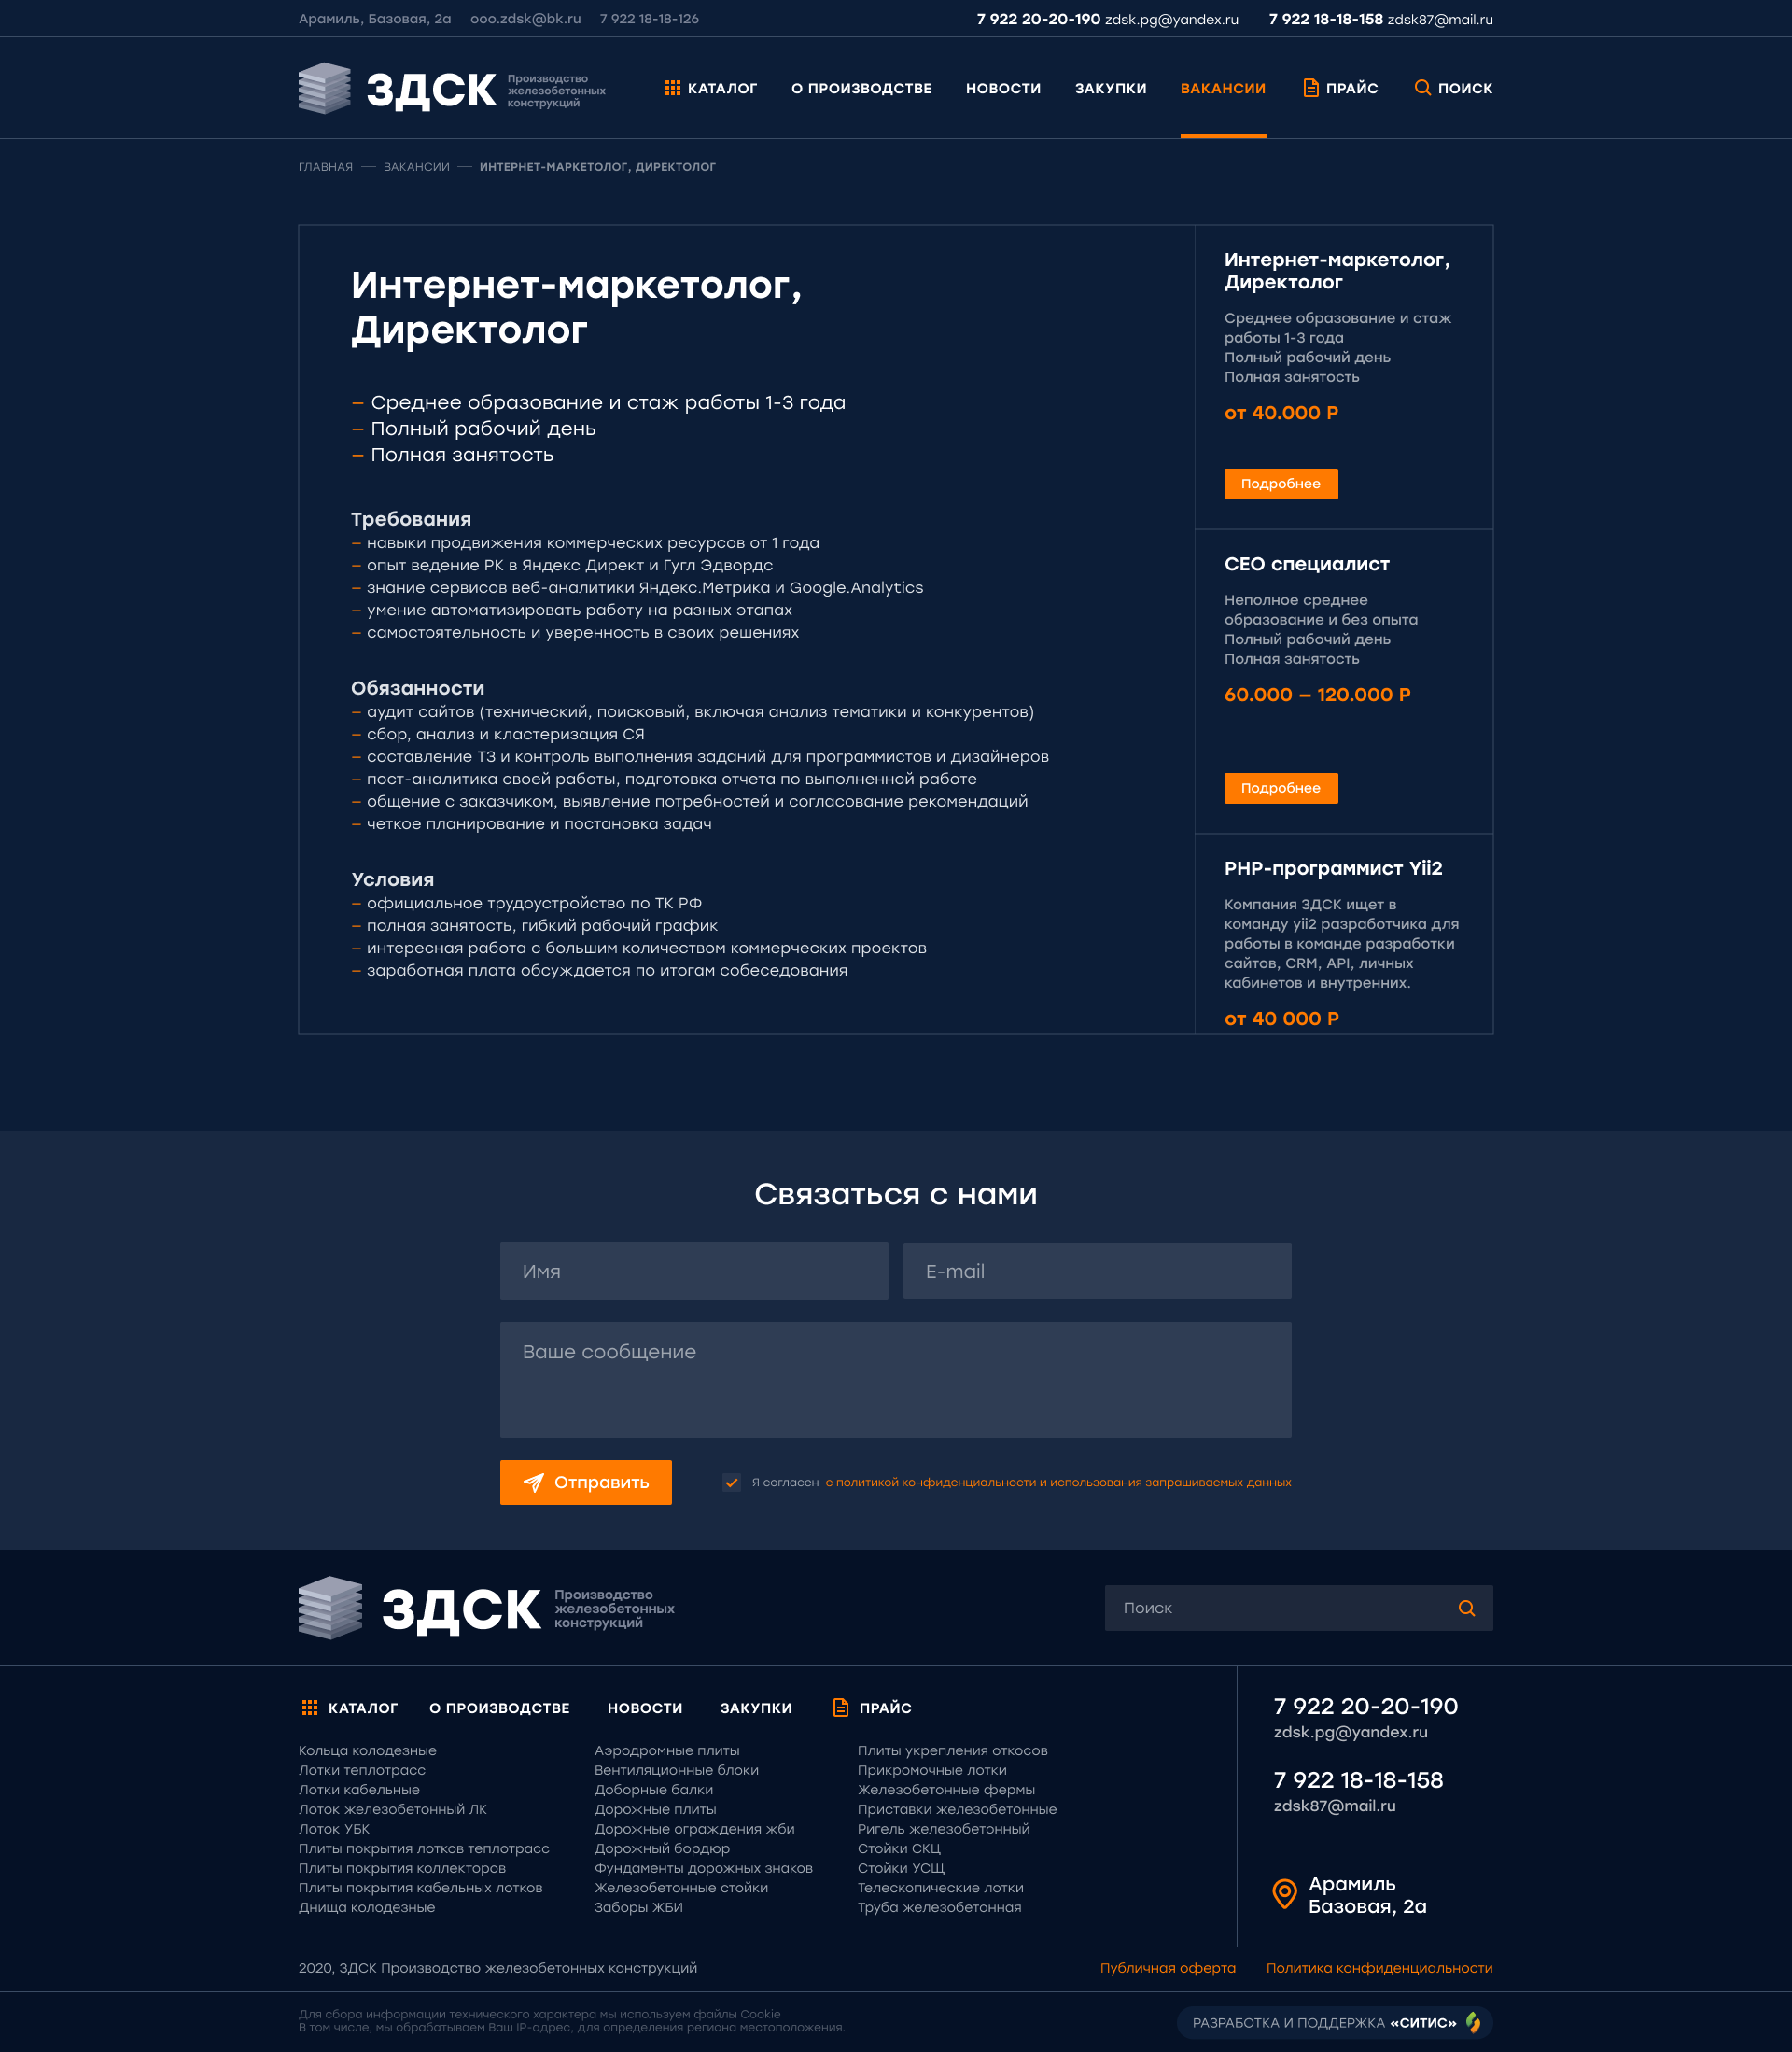 Арамиль, Базовая, 2а ooo.zdsk@bk.ru 7 922 18-18-126 7 922 20-20-190 zdsk.pg@yandex.ru 7 922 18-18-158 zdsk87@mail.ru
ЗДСК
Производство
железобетонных
конструкций
КАТАЛОГ О ПРОИЗВОДСТВЕ НОВОСТИ ЗАКУПКИ ВАКАНСИИ ПРАЙС ПОИСК
ГЛАВНАЯ — ВАКАНСИИ — ИНТЕРНЕТ-МАРКЕТОЛОГ, ДИРЕКТОЛОГ
Интернет-маркетолог,
Директолог
– Среднее образование и стаж работы 1-3 года
– Полный рабочий день
– Полная занятость
Требования
– навыки продвижения коммерческих ресурсов от 1 года
– опыт ведение РК в Яндекс Директ и Гугл Эдвордс
– знание сервисов веб-аналитики Яндекс.Метрика и Google.Analytics
– умение автоматизировать работу на разных этапах
– самостоятельность и уверенность в своих решениях
Обязанности
– аудит сайтов (технический, поисковый, включая анализ тематики и конкурентов)
– сбор, анализ и кластеризация СЯ
– составление ТЗ и контроль выполнения заданий для программистов и дизайнеров
– пост-аналитика своей работы, подготовка отчета по выполненной работе
– общение с заказчиком, выявление потребностей и согласование рекомендаций
– четкое планирование и постановка задач
Условия
– официальное трудоустройство по ТК РФ
– полная занятость, гибкий рабочий график
– интересная работа с большим количеством коммерческих проектов
– заработная плата обсуждается по итогам собеседования
Интернет-маркетолог,
Директолог
Среднее образование и стаж
работы 1-3 года
Полный рабочий день
Полная занятость
от 40.000 Р
Подробнее
СЕО специалист
Неполное среднее
образование и без опыта
Полный рабочий день
Полная занятость
60.000 – 120.000 Р
Подробнее
PHP-программист Yii2
Компания ЗДСК ищет в
команду yii2 разработчика для
работы в команде разработки
сайтов, CRM, API, личных
кабинетов и внутренних.
от 40 000 Р
Связаться с нами
Имя E-mail
Ваше сообщение
Отправить Я согласен с политикой конфиденциальности и использования запрашиваемых данных
ЗДСК
Производство
железобетонных
конструкций
Поиск
КАТАЛОГ О ПРОИЗВОДСТВЕ НОВОСТИ ЗАКУПКИ ПРАЙС
Кольца колодезные
Лотки теплотрасс
Лотки кабельные
Лоток железобетонный ЛК
Лоток УБК
Плиты покрытия лотков теплотрасс
Плиты покрытия коллекторов
Плиты покрытия кабельных лотков
Днища колодезные
Аэродромные плиты
Вентиляционные блоки
Доборные балки
Дорожные плиты
Дорожные ограждения жби
Дорожный бордюр
Фундаменты дорожных знаков
Железобетонные стойки
Заборы ЖБИ
Плиты укрепления откосов
Прикромочные лотки
Железобетонные фермы
Приставки железобетонные
Ригель железобетонный
Стойки СКЦ
Стойки УСЩ
Телескопические лотки
Труба железобетонная
7 922 20-20-190
zdsk.pg@yandex.ru
7 922 18-18-158
zdsk87@mail.ru
Арамиль
Базовая, 2а
2020, ЗДСК Производство железобетонных конструкций Публичная оферта Политика конфиденциальности
Для сбора информации технического характера мы используем файлы Cookie
В том числе, мы обрабатываем Ваш IP-адрес, для определения региона местоположения.
РАЗРАБОТКА И ПОДДЕРЖКА «СИТИС»